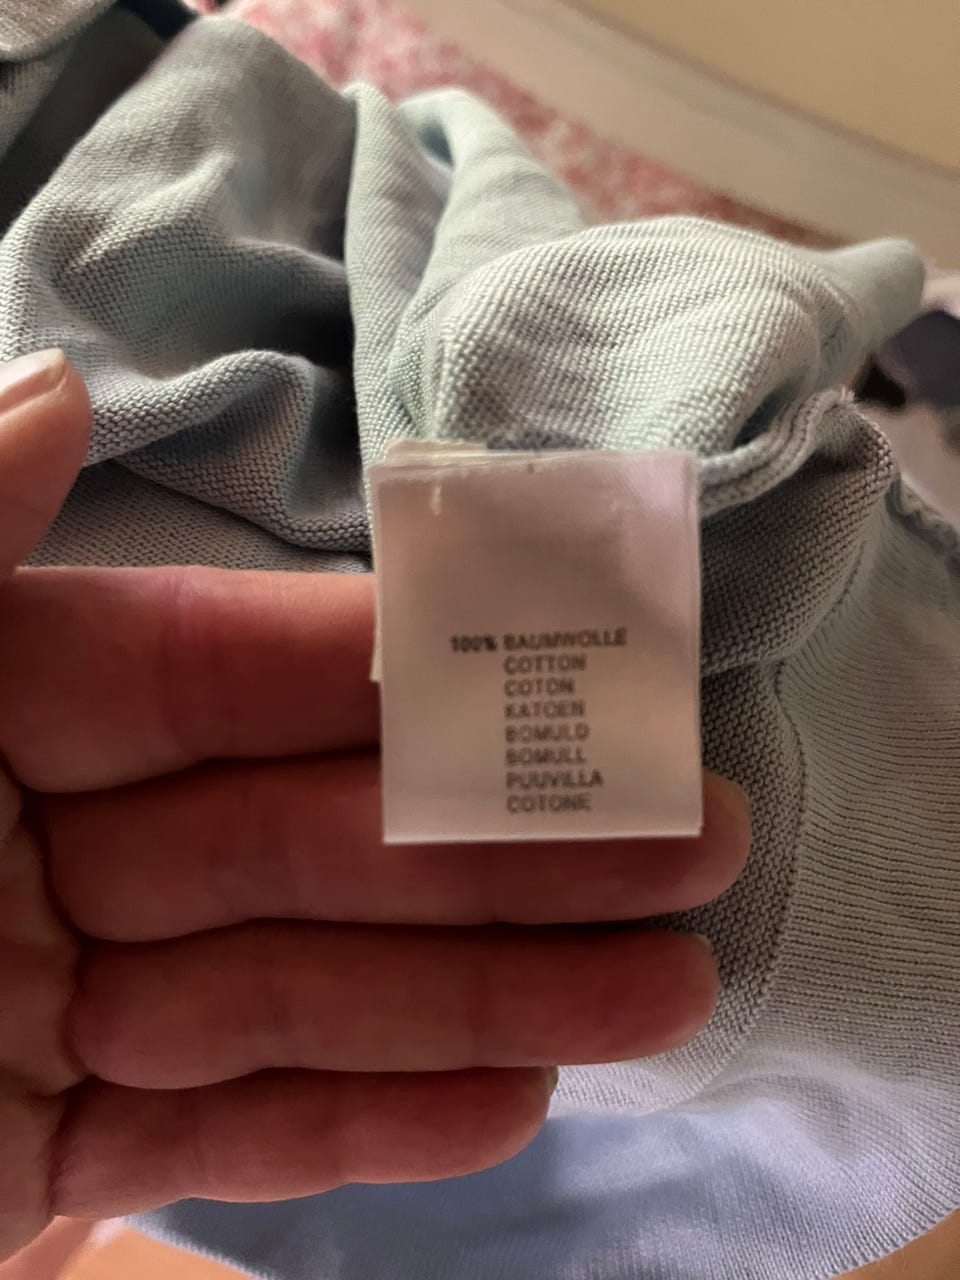 100% BAUMWOLLE
COTTON
COTON
KATOEN
BOMULD
BOMULL
PUUVILLA
COTONE